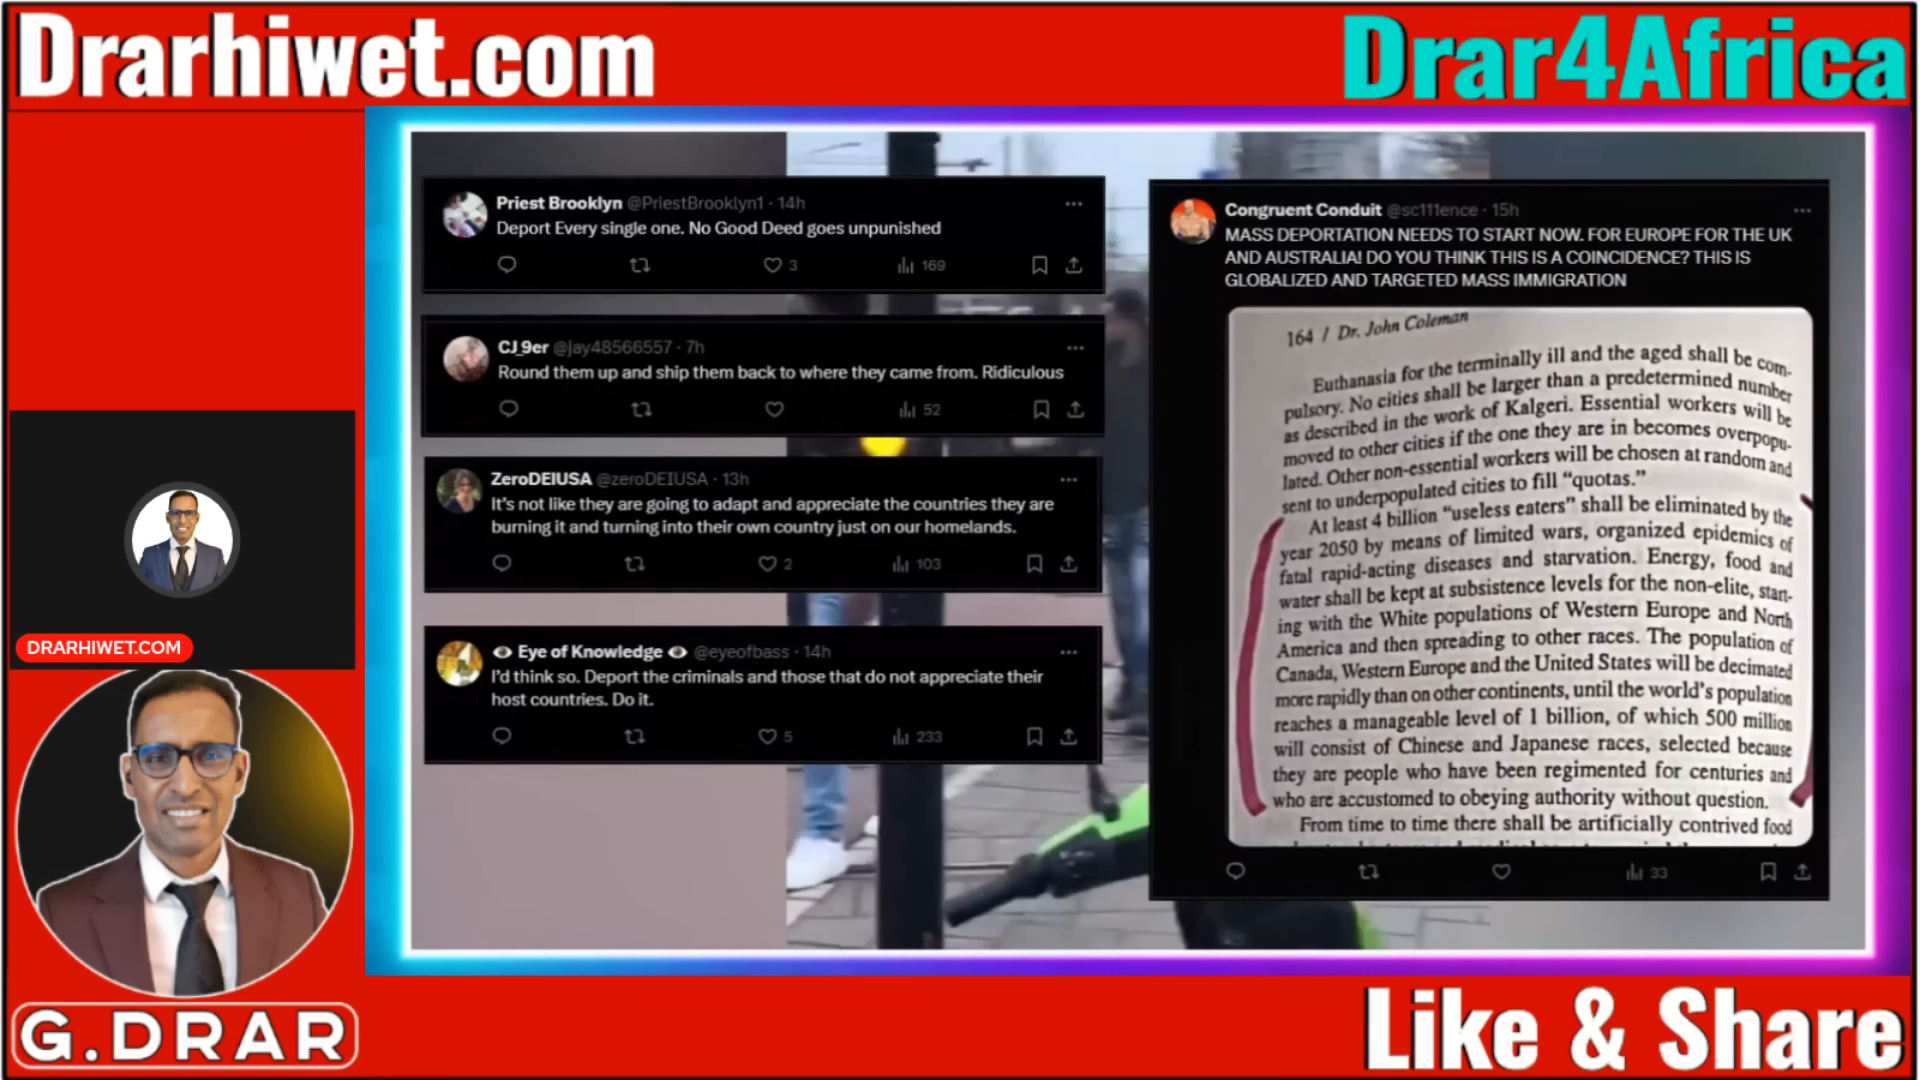 Drarhiwet.com
Drar4Africa
Priest Brooklyn @PriestBrooklyn1 · 14h
Deport Every single one. No Good Deed goes unpunished
3 169
CJ_9er @jay48566557 · 7h
Round them up and ship them back to where they came from. Ridiculous
52
ZeroDEIUSA @zeroDEIUSA · 13h
It's not like they are going to adapt and appreciate the countries they are
burning it and turning into their own country just on our homelands.
2 103
Eye of Knowledge @eyeofbass · 14h
I'd think so. Deport the criminals and those that do not appreciate their
host countries. Do it.
5 233
Congruent Conduit @sc111ence · 15h
MASS DEPORTATION NEEDS TO START NOW. FOR EUROPE FOR THE UK
AND AUSTRALIA! DO YOU THINK THIS IS A COINCIDENCE? THIS IS
GLOBALIZED AND TARGETED MASS IMMIGRATION
164 / Dr. John Coleman
Euthanasia for the terminally ill and the aged shall be com-
pulsory. No cities shall be larger than a predetermined number
as described in the work of Kalgeri. Essential workers will be
moved to other cities if the one they are in becomes overpopu-
lated. Other non-essential workers will be chosen at random and
sent to underpopulated cities to fill “quotas.”
At least 4 billion “useless eaters” shall be eliminated by the
year 2050 by means of limited wars, organized epidemics of
fatal rapid-acting diseases and starvation. Energy, food and
water shall be kept at subsistence levels for the non-elite, start-
ing with the White populations of Western Europe and North
America and then spreading to other races. The population of
Canada, Western Europe and the United States will be decimated
more rapidly than on other continents, until the world's population
reaches a manageable level of 1 billion, of which 500 million
will consist of Chinese and Japanese races, selected because
they are people who have been regimented for centuries and
who are accustomed to obeying authority without question.
From time to time there shall be artificially contrived food
33
DRARHIWET.COM
G.DRAR
Like & Share